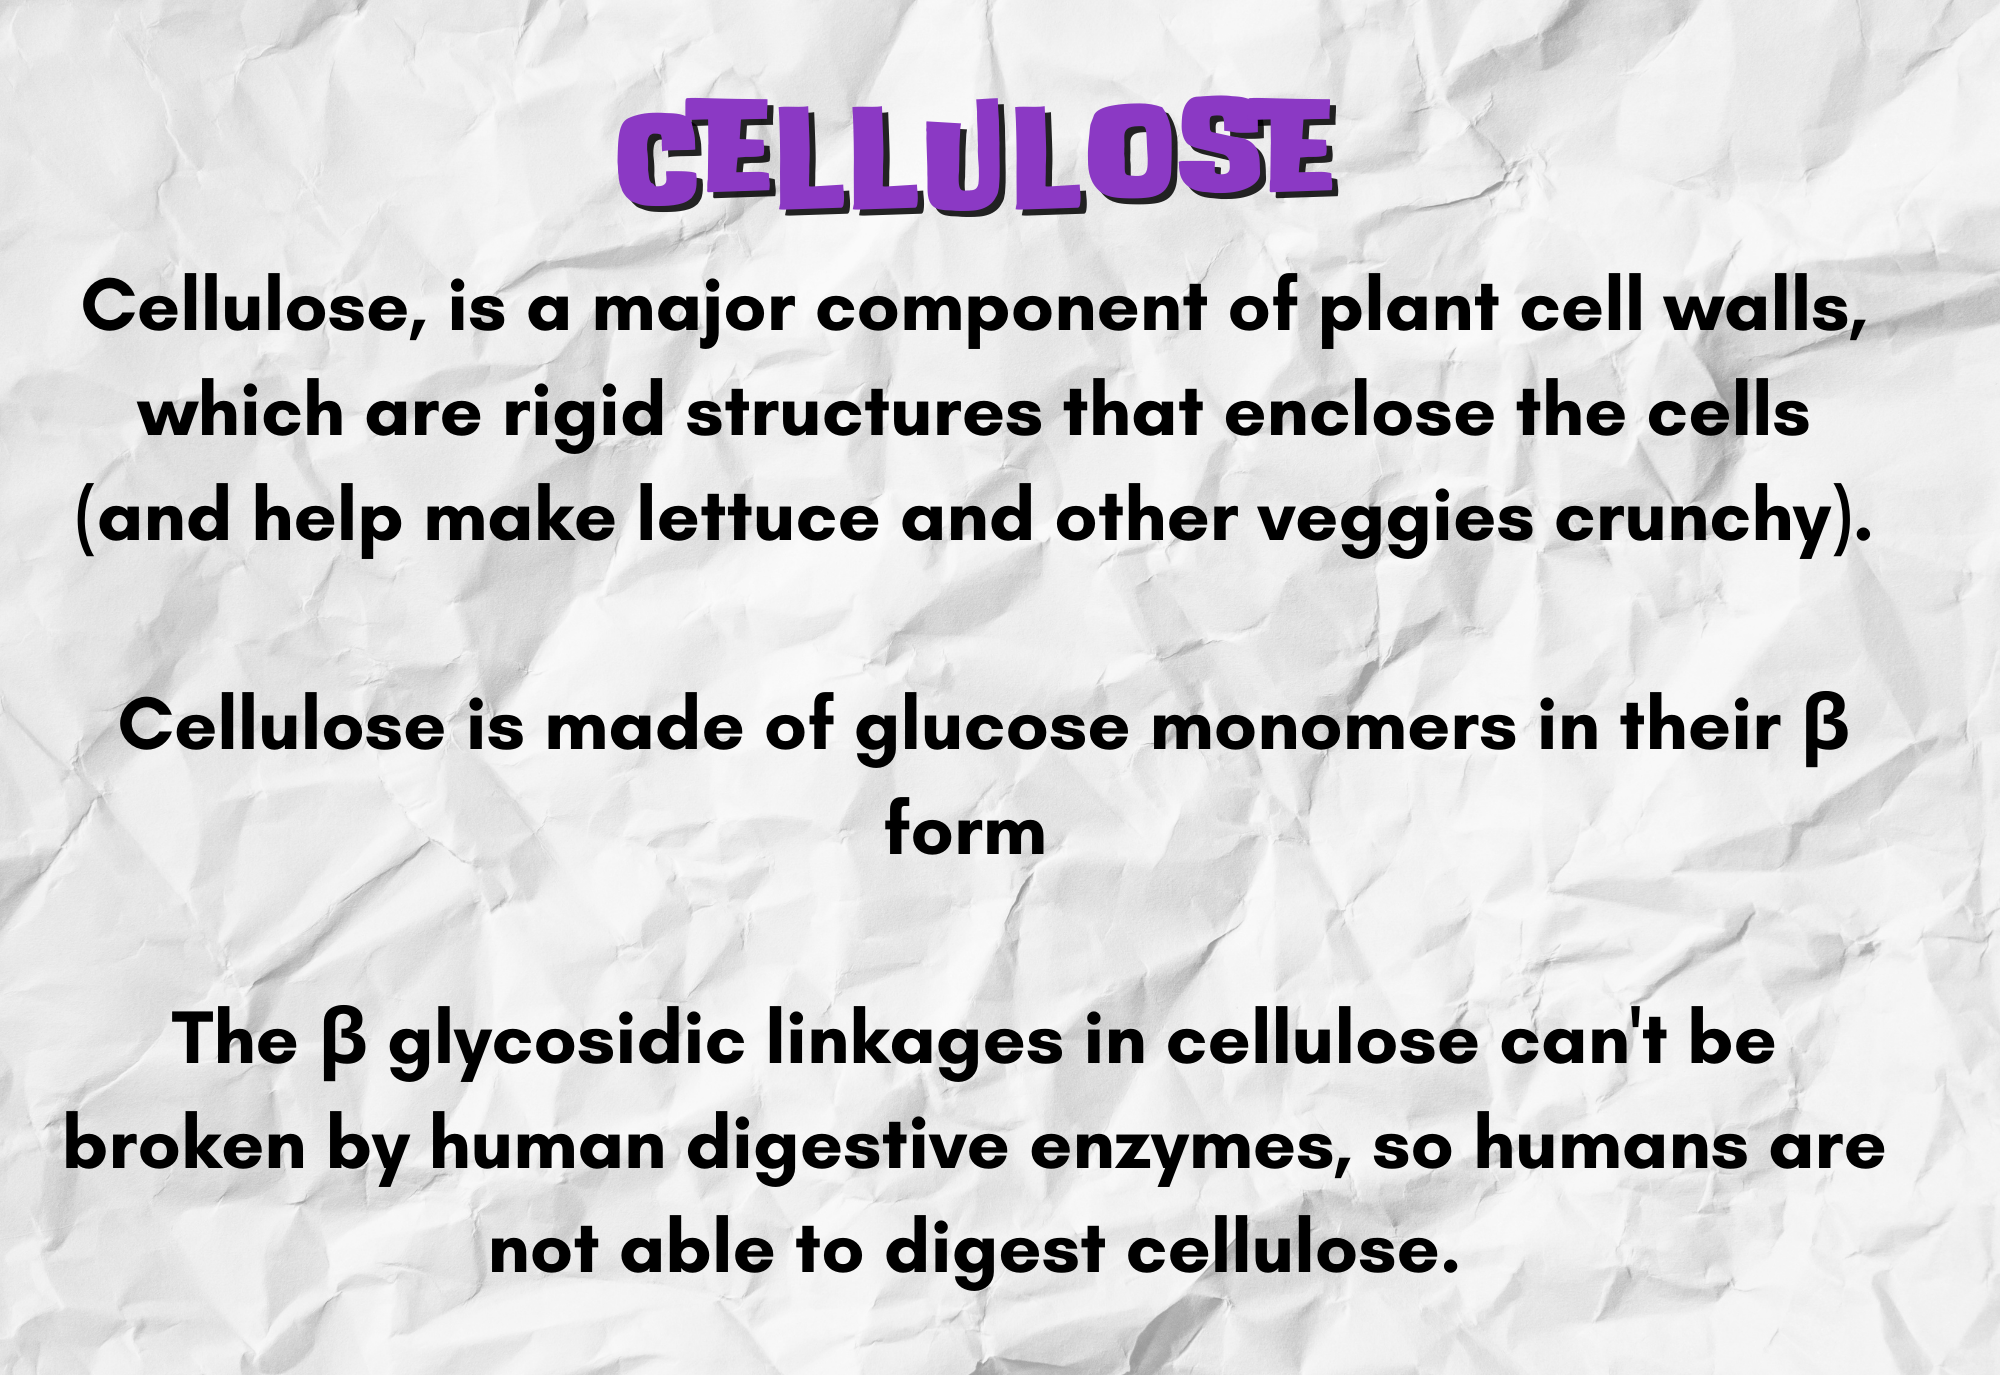 CELLULOSE
Cellulose, is a major component of plant cell walls,
which are rigid structures that enclose the cells
(and help make lettuce and other veggies crunchy).
Cellulose is made of glucose monomers in their β
form
The β glycosidic linkages in cellulose can't be
broken by human digestive enzymes, so humans are
not able to digest cellulose.